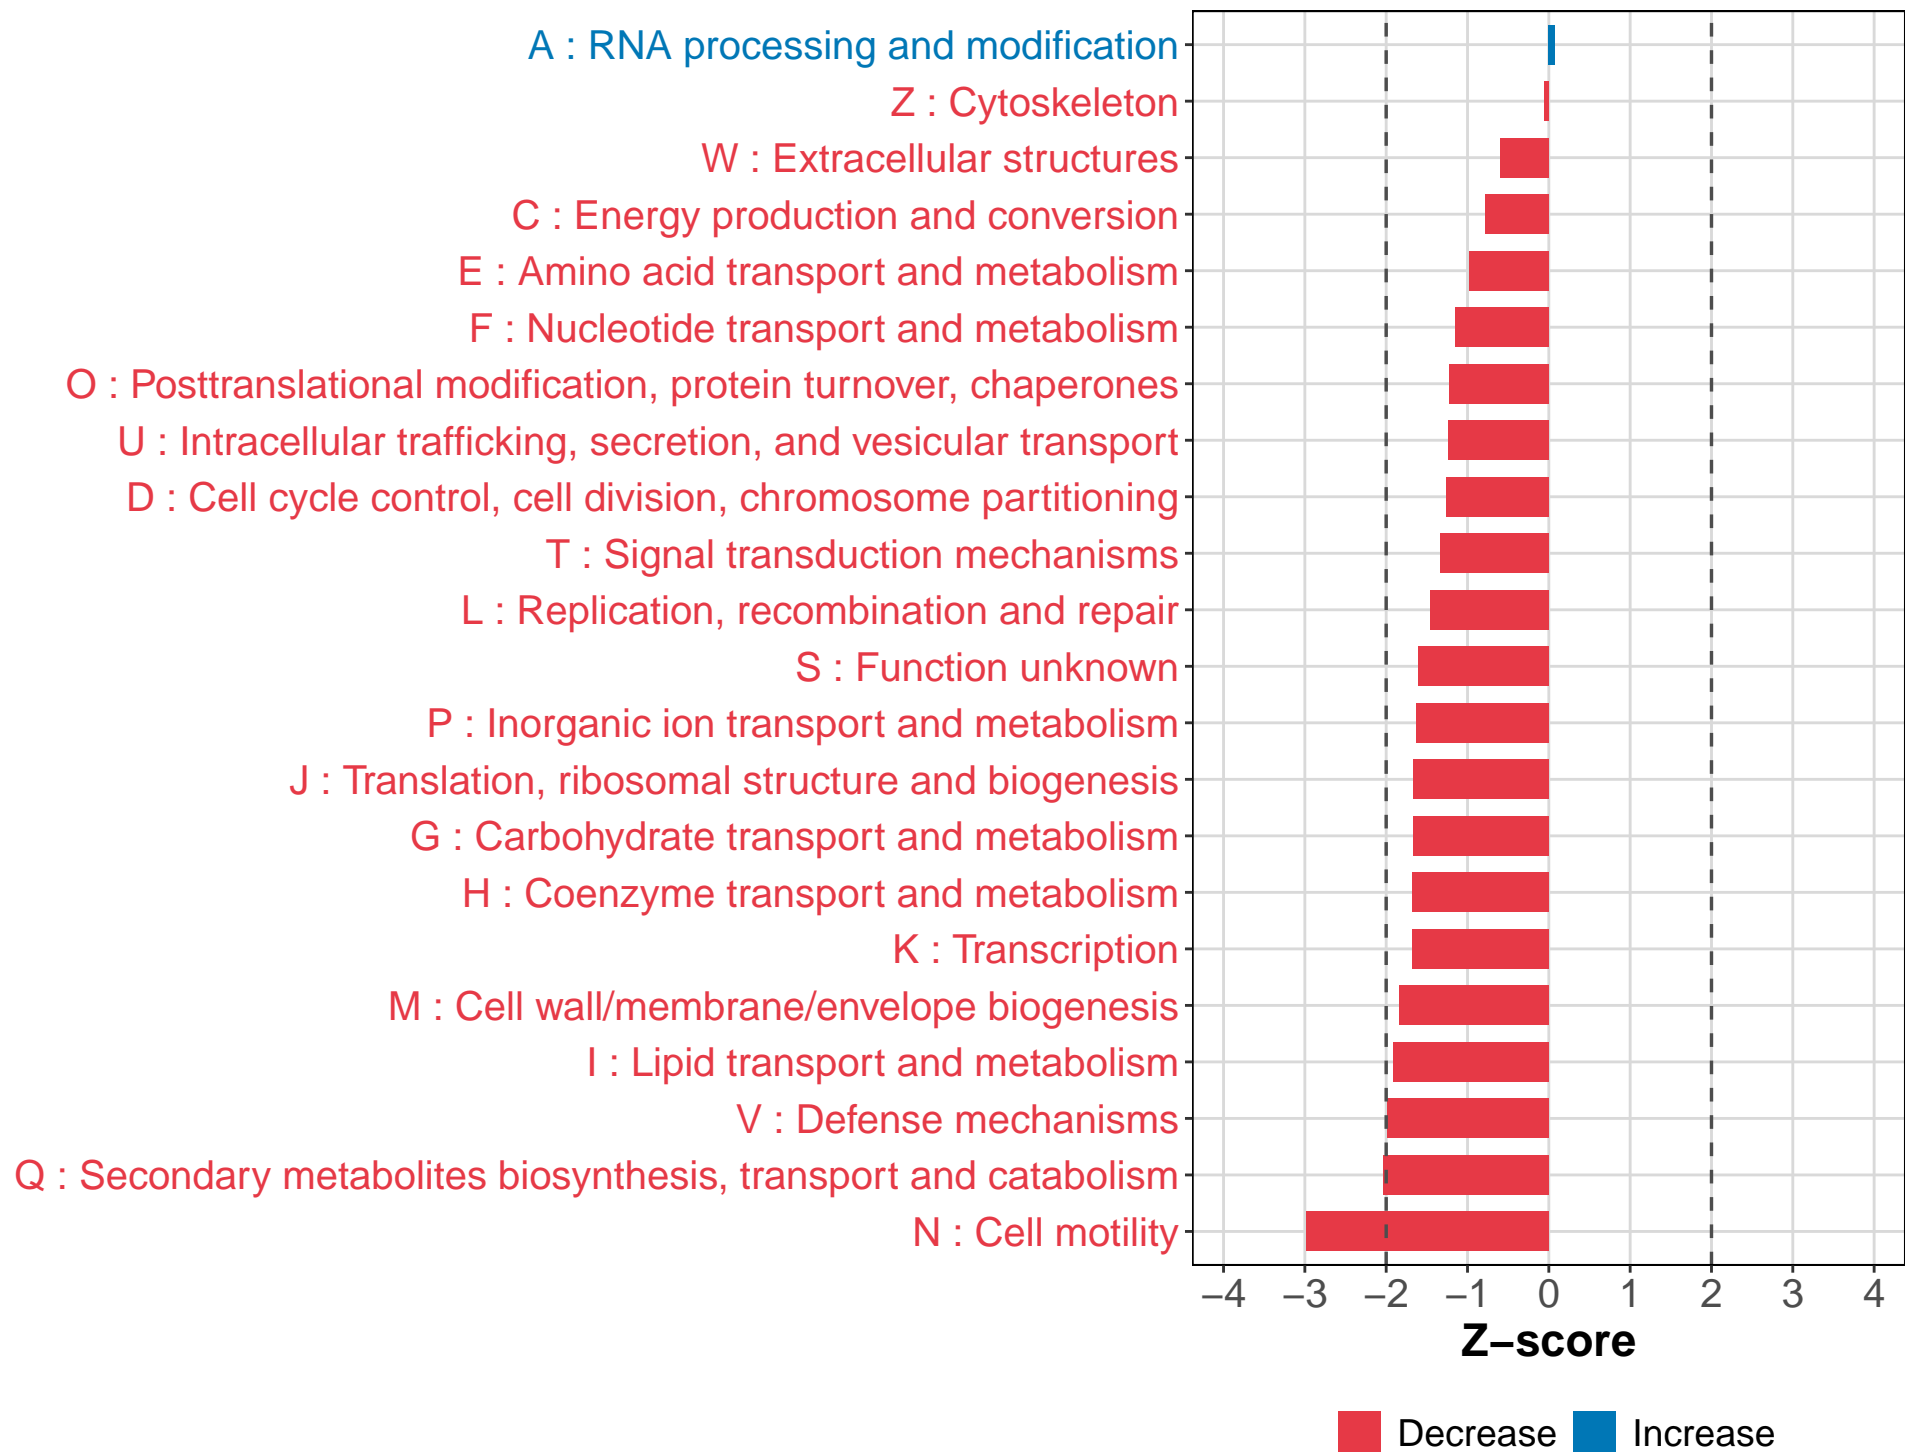 A : RNA processing and modification
Z : Cytoskeleton
W : Extracellular structures
C : Energy production and conversion
E : Amino acid transport and metabolism
F : Nucleotide transport and metabolism
O : Posttranslational modification, protein turnover, chaperones
U : Intracellular trafficking, secretion, and vesicular transport
D : Cell cycle control, cell division, chromosome partitioning
T : Signal transduction mechanisms
L : Replication, recombination and repair
S : Function unknown
P : Inorganic ion transport and metabolism
J : Translation, ribosomal structure and biogenesis
G : Carbohydrate transport and metabolism
H : Coenzyme transport and metabolism
K : Transcription
M : Cell wall/membrane/envelope biogenesis
I : Lipid transport and metabolism
V : Defense mechanisms
Q : Secondary metabolites biosynthesis, transport and catabolism
N : Cell motility
−4 −3 −2 −1 0 1 2 3 4
Z−score
Decrease Increase